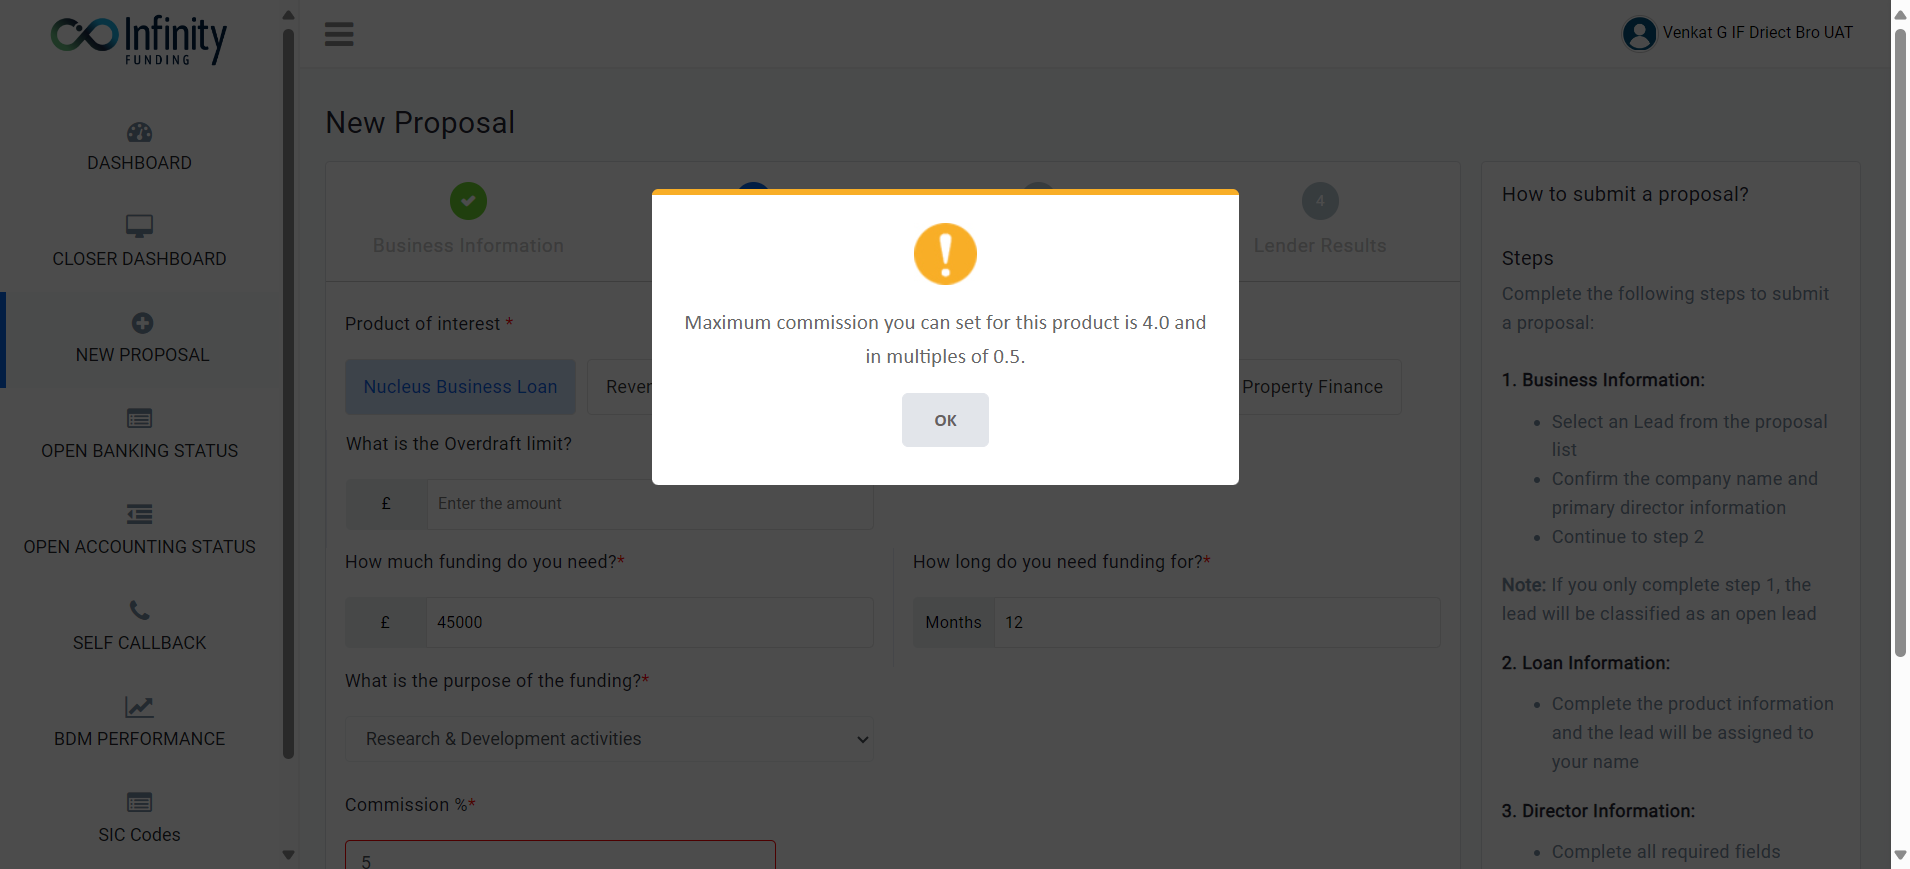 Infinity
FUNDING
DASHBOARD
CLOSER DASHBOARD
NEW PROPOSAL
OPEN BANKING STATUS
OPEN ACCOUNTING STATUS
SELF CALLBACK
BDM PERFORMANCE
SIC Codes
Venkat G IF Driect Bro UAT
New Proposal
Business Information
4
Lender Results
Product of interest *
Nucleus Business Loan
Rever
Property Finance
What is the Overdraft limit?
£
Enter the amount
How much funding do you need?*
£
45000
How long do you need funding for?*
Months
12
What is the purpose of the funding?*
Research & Development activities
Commission %*
5
Maximum commission you can set for this product is 4.0 and
in multiples of 0.5.
OK
How to submit a proposal?
Steps
Complete the following steps to submit
a proposal:
1. Business Information:
• Select an Lead from the proposal
list
• Confirm the company name and
primary director information
• Continue to step 2
Note: If you only complete step 1, the
lead will be classified as an open lead
2. Loan Information:
• Complete the product information
and the lead will be assigned to
your name
3. Director Information:
• Complete all required fields